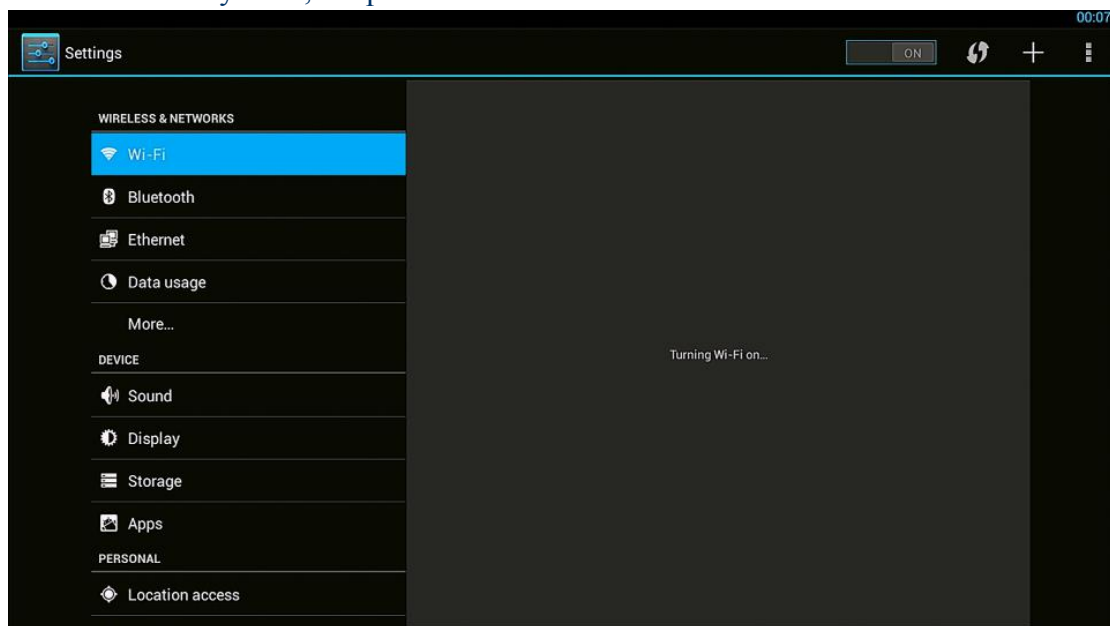 00:07
Settings
ON
WIRELESS & NETWORKS
Wi-Fi
Bluetooth
Ethernet
Data usage
More...
DEVICE
Turning Wi-Fi on...
Sound
Display
Storage
Apps
PERSONAL
Location access